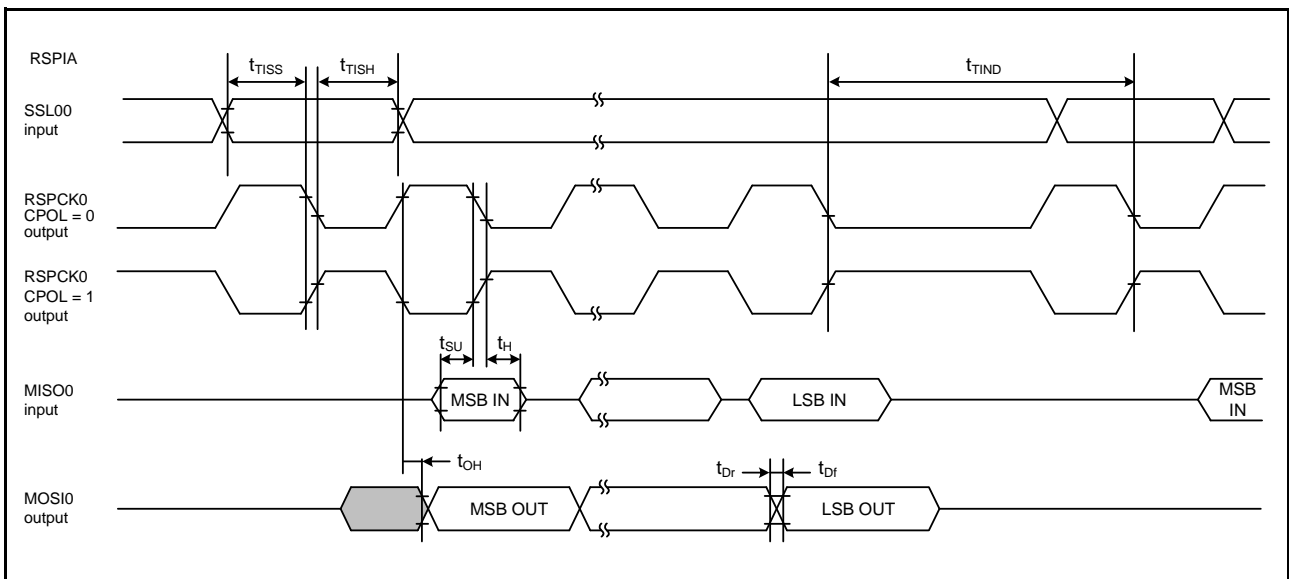 RSPIA
tTISS
tTISH
tTIND
SSL00
input
RSPCK0
CPOL = 0
output
RSPCK0
CPOL = 1
output
tSU
tH
MISO0
input
MSB IN
LSB IN
MSB
IN
tOH
tDr
tDf
MOSI0
output
MSB OUT
LSB OUT